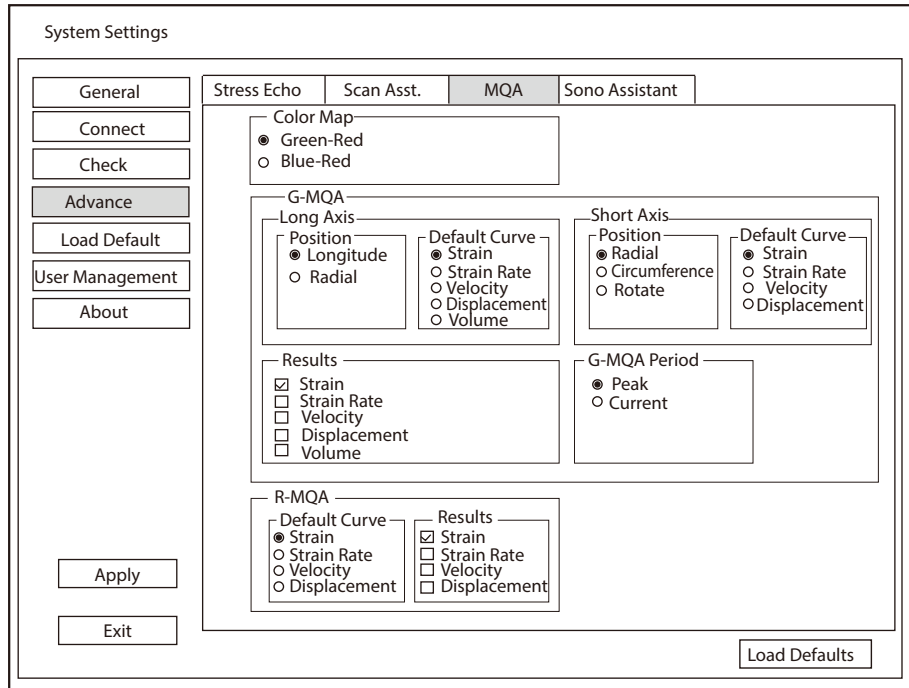 System Settings
General
Connect
Check
Advance
Load Default
User Management
About
Apply
Exit
Stress Echo
Scan Asst.
MQA
Sono Assistant
Color Map
Green-Red
Blue-Red
G-MQA
Long Axis
Position
Longitude
Radial
Default Curve
Strain
Strain Rate
Velocity
Displacement
Volume
Short Axis
Position
Radial
Circumference
Rotate
Default Curve
Strain
Strain Rate
Velocity
Displacement
Results
Strain
Strain Rate
Velocity
Displacement
Volume
G-MQA Period
Peak
Current
R-MQA
Default Curve
Strain
Strain Rate
Velocity
Displacement
Results
Strain
Strain Rate
Velocity
Displacement
Load Defaults